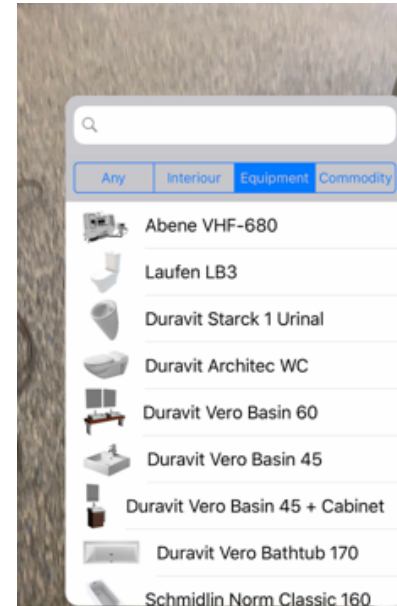 Any Interiour Equipment Commodity
Abene VHF-680
Laufen LB3
Duravit Starck 1 Urinal
Duravit Architec WC
Duravit Vero Basin 60
Duravit Vero Basin 45
Duravit Vero Basin 45 + Cabinet
Duravit Vero Bathtub 170
Schmidlin Norm Classic 160